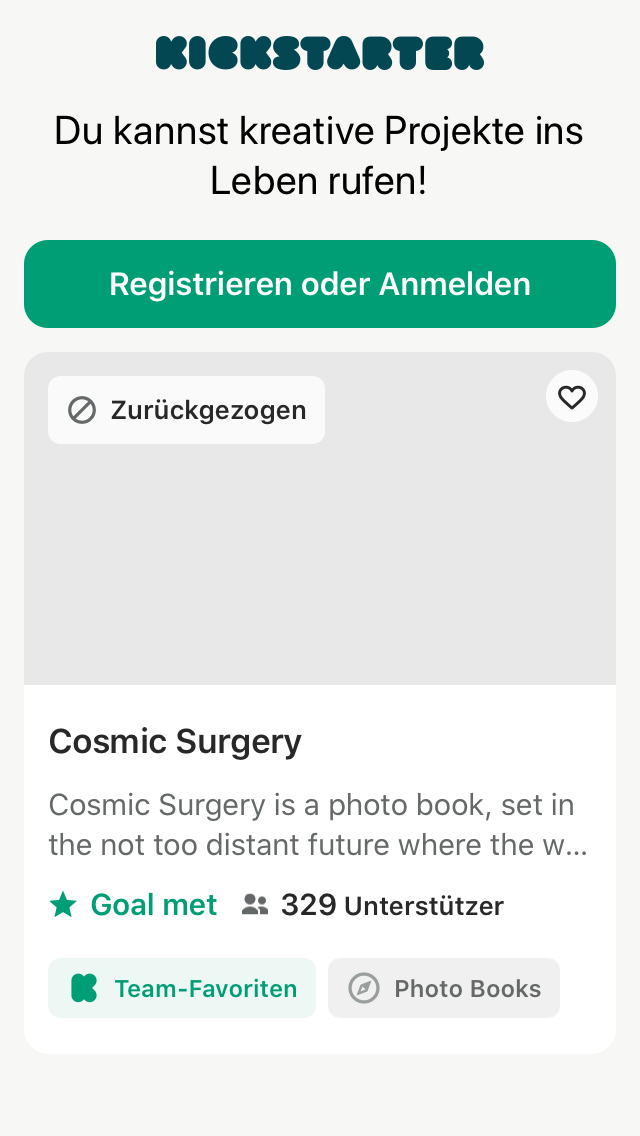 KICKSTARTER
Du kannst kreative Projekte ins
Leben rufen!
Registrieren oder Anmelden
Zurückgezogen
Cosmic Surgery
Cosmic Surgery is a photo book, set in
the not too distant future where the w...
Goal met 329 Unterstützer
Team-Favoriten Photo Books